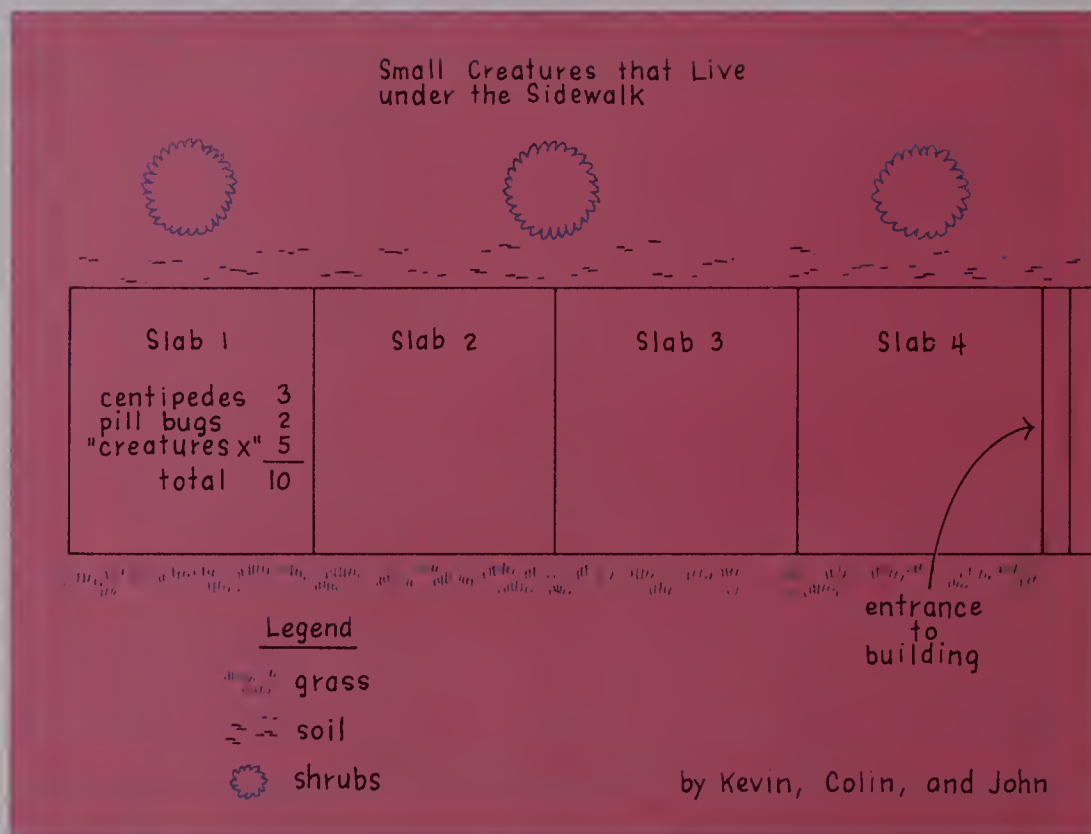 Small Creatures that Live
under the Sidewalk
Slab 1
Slab 2
Slab 3
Slab 4
centipedes 3
pill bugs 2
"creatures x" 5
total 10
entrance
to
building
Legend
grass
soil
shrubs
by Kevin, Colin, and John